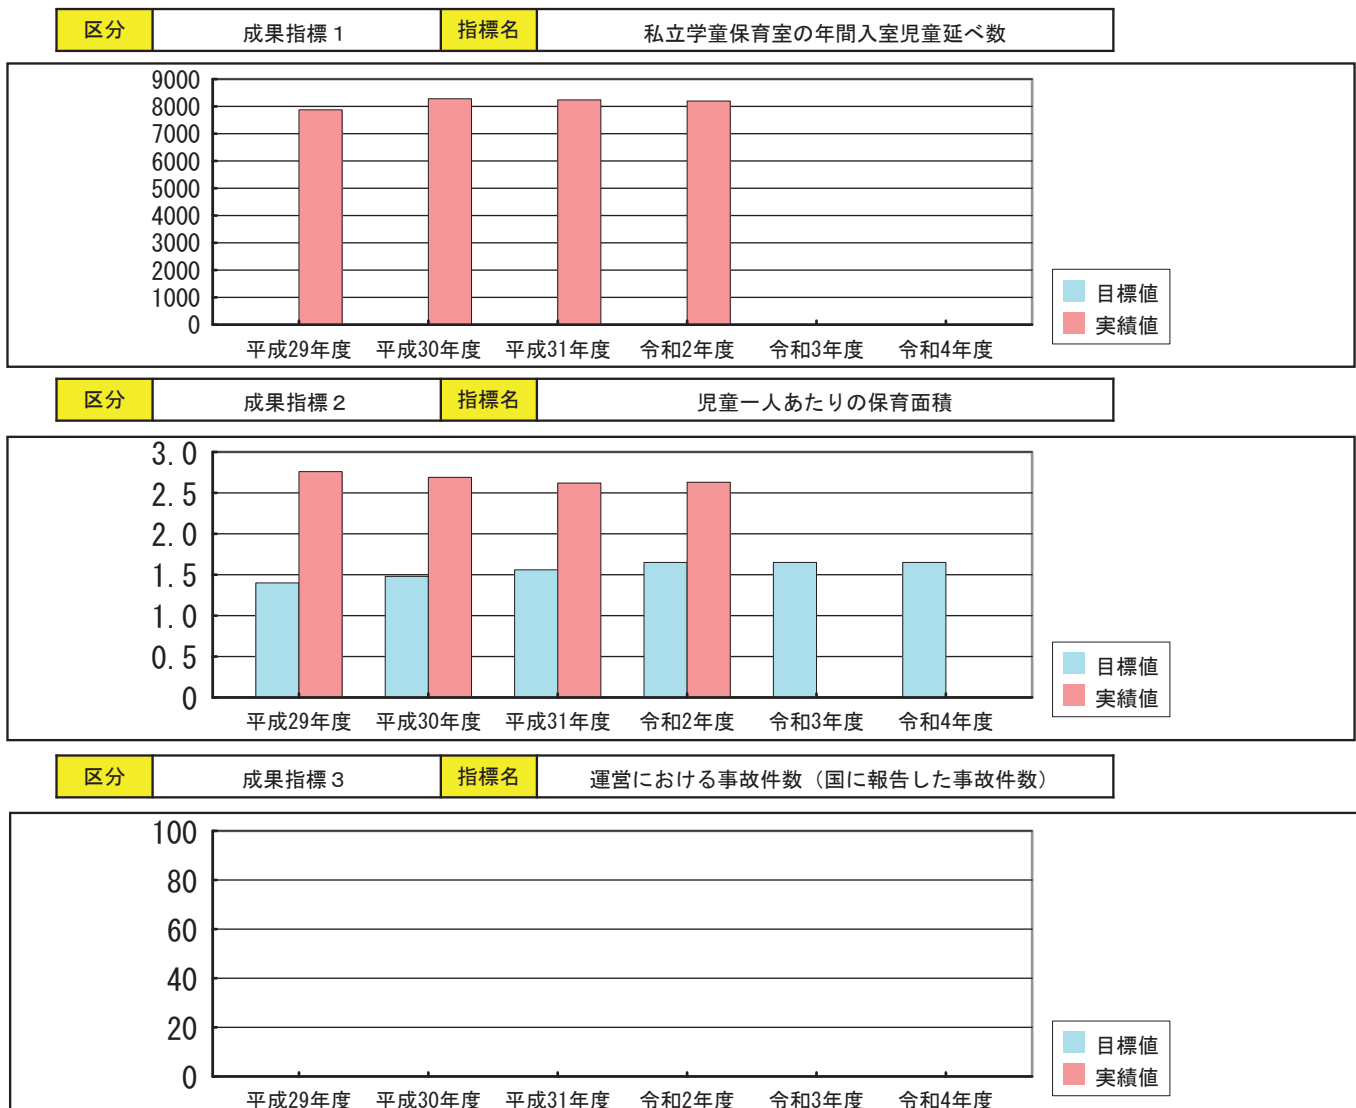 区分 成果指標１ 指標名 私立学童保育室の年間入室児童延べ数
9000
8000
7000
6000
5000
4000
3000
2000
1000
0
平成29年度 平成30年度 平成31年度 令和2年度 令和3年度 令和4年度
目標値
実績値
区分 成果指標２ 指標名 児童一人あたりの保育面積
3.0
2.5
2.0
1.5
1.0
0.5
0
平成29年度 平成30年度 平成31年度 令和2年度 令和3年度 令和4年度
目標値
実績値
区分 成果指標３ 指標名 運営における事故件数（国に報告した事故件数）
100
80
60
40
20
0
平成29年度 平成30年度 平成31年度 令和2年度 令和3年度 令和4年度
目標値
実績値